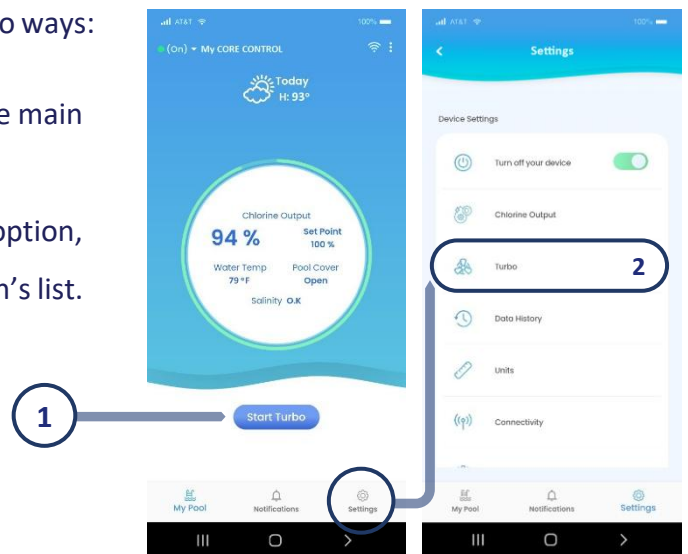 o ways:
e main
option,
n's list.
1
AT&T
100%
(On) My CORE CONTROL
Today
H: 93°
Chlorine Output
94 %
Set Point
100 %
Water Temp
79 °F
Pool Cover
Open
Salinity O.K
Start Turbo
My Pool
Notifications
Settings
AT&T
100%
Settings
Device Settings
Turn off your device
Chlorine Output
Turbo
2
Data History
Units
Connectivity
My Pool
Notifications
Settings